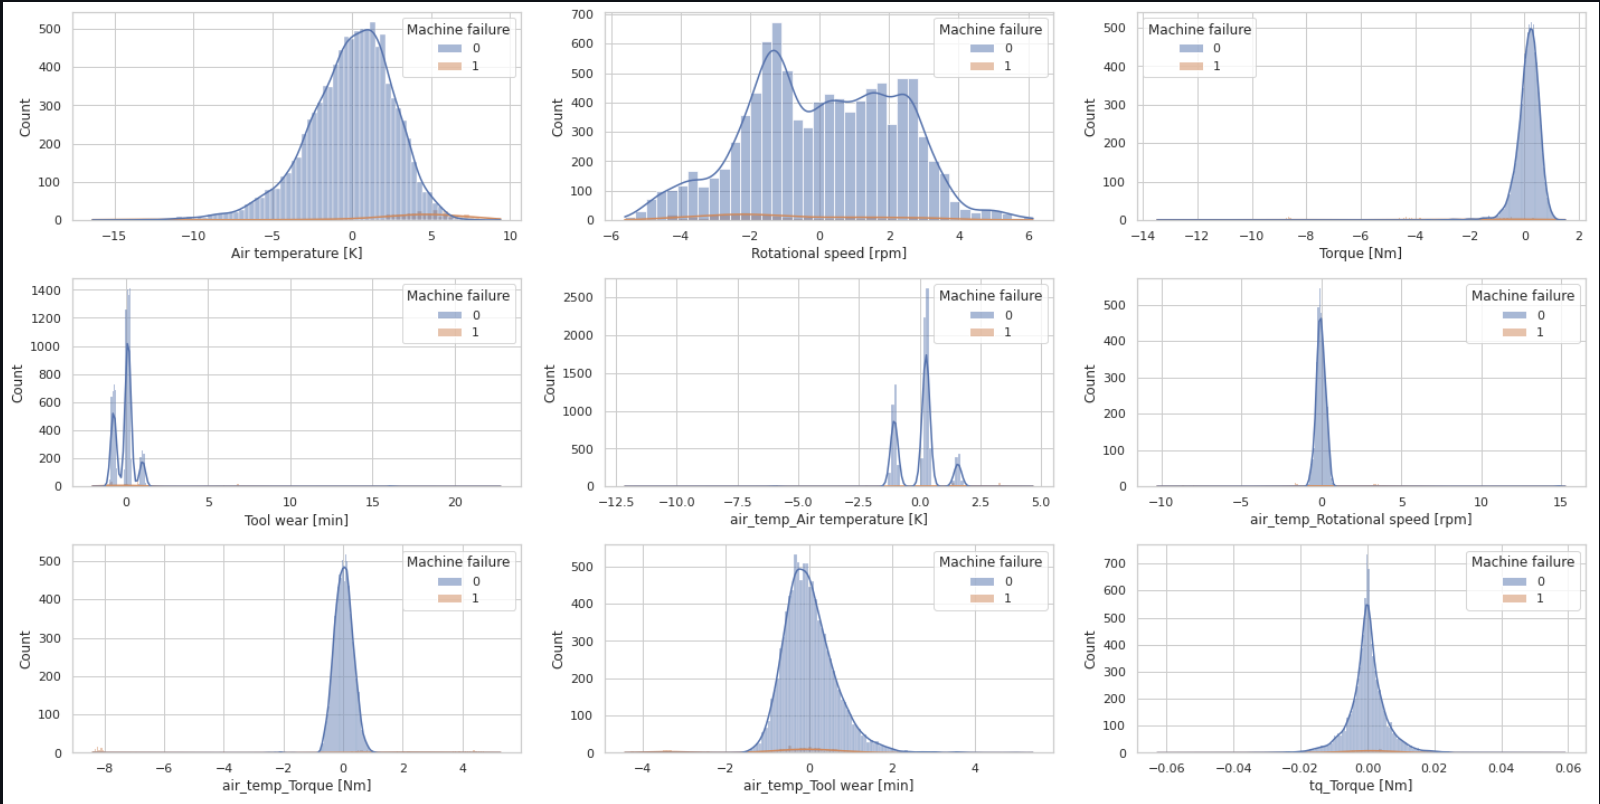 Count
500
400
300
200
100
0
Machine failure
0
1
−15 −10 −5 0 5 10
Air temperature [K]
Count
700
600
500
400
300
200
100
0
Machine failure
0
1
−6 −4 −2 0 2 4 6
Rotational speed [rpm]
Count
500
400
300
200
100
0
Machine failure
0
1
−14 −12 −10 −8 −6 −4 −2 0 2
Torque [Nm]
Count
1400
1200
1000
800
600
400
200
0
Machine failure
0
1
0 5 10 15 20
Tool wear [min]
Count
2500
2000
1500
1000
500
0
Machine failure
0
1
−12.5 −10.0 −7.5 −5.0 −2.5 0.0 2.5 5.0
air_temp_Air temperature [K]
Count
500
400
300
200
100
0
Machine failure
0
1
−10 −5 0 5 10 15
air_temp_Rotational speed [rpm]
Count
500
400
300
200
100
0
Machine failure
0
1
−8 −6 −4 −2 0 2 4
air_temp_Torque [Nm]
Count
500
400
300
200
100
0
Machine failure
0
1
−4 −2 0 2 4
air_temp_Tool wear [min]
Count
700
600
500
400
300
200
100
0
Machine failure
0
1
−0.06 −0.04 −0.02 0.00 0.02 0.04 0.06
tq_Torque [Nm]